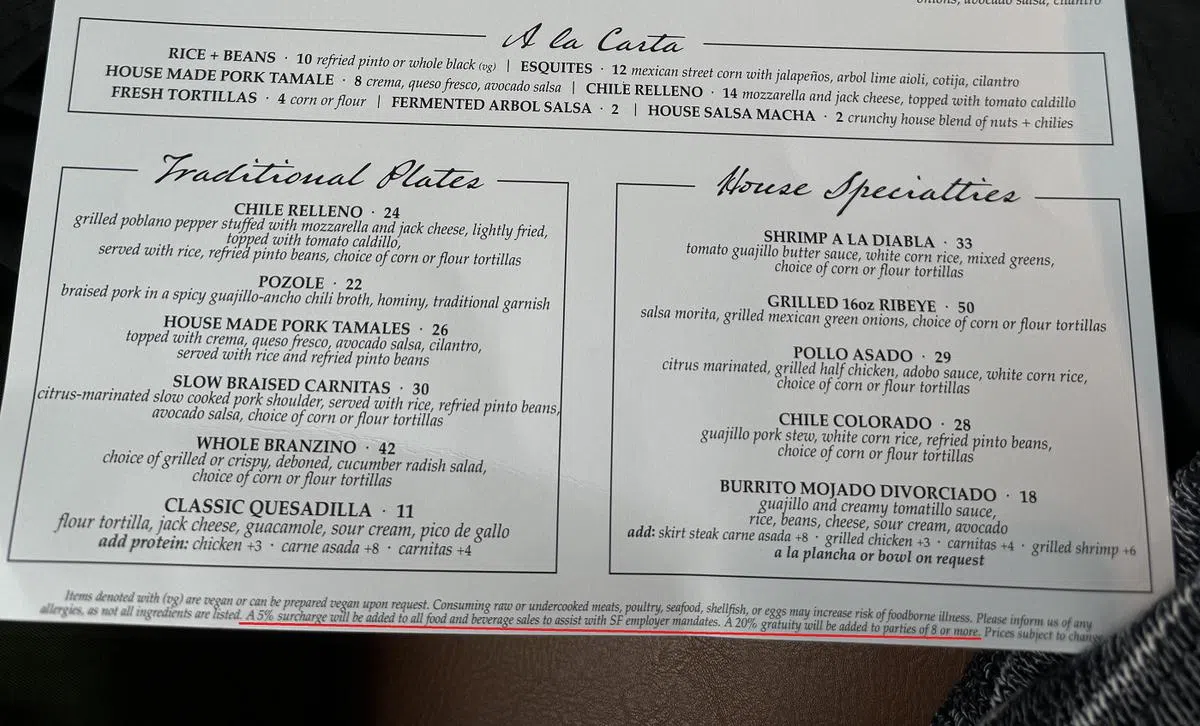 onions, avocado salsa, cilantro
A la Carta
RICE + BEANS · 10 refried pinto or whole black (vg) | ESQUITES · 12 mexican street corn with jalapeños, arbol lime aioli, cotija, cilantro
HOUSE MADE PORK TAMALE · 8 crema, queso fresco, avocado salsa | CHILE RELLENO · 14 mozzarella and jack cheese, topped with tomato caldillo
FRESH TORTILLAS · 4 corn or flour | FERMENTED ARBOL SALSA · 2 | HOUSE SALSA MACHA · 2 crunchy house blend of nuts + chilies
Traditional Plates
CHILE RELLENO · 24
grilled poblano pepper stuffed with mozzarella and jack cheese, lightly fried,
topped with tomato caldillo,
served with rice, refried pinto beans, choice of corn or flour tortillas
POZOLE · 22
braised pork in a spicy guajillo-ancho chili broth, hominy, traditional garnish
HOUSE MADE PORK TAMALES · 26
topped with crema, queso fresco, avocado salsa, cilantro,
served with rice and refried pinto beans
SLOW BRAISED CARNITAS · 30
citrus-marinated slow cooked pork shoulder, served with rice, refried pinto beans,
avocado salsa, choice of corn or flour tortillas
WHOLE BRANZINO · 42
choice of grilled or crispy, deboned, cucumber radish salad,
choice of corn or flour tortillas
CLASSIC QUESADILLA · 11
flour tortilla, jack cheese, guacamole, sour cream, pico de gallo
add protein: chicken +3 · carne asada +8 · carnitas +4
House Specialties
SHRIMP A LA DIABLA · 33
tomato guajillo butter sauce, white corn rice, mixed greens,
choice of corn or flour tortillas
GRILLED 16oz RIBEYE · 50
salsa morita, grilled mexican green onions, choice of corn or flour tortillas
POLLO ASADO · 29
citrus marinated, grilled half chicken, adobo sauce, white corn rice,
choice of corn or flour tortillas
CHILE COLORADO · 28
guajillo pork stew, white corn rice, refried pinto beans,
choice of corn or flour tortillas
BURRITO MOJADO DIVORCIADO · 18
guajillo and creamy tomatillo sauce,
rice, beans, cheese, sour cream, avocado
add: skirt steak carne asada +8 · grilled chicken +3 · carnitas +4 · grilled shrimp +6
a la plancha or bowl on request
Items denoted with (vg) are vegan or can be prepared vegan upon request. Consuming raw or undercooked meats, poultry, seafood, shellfish, or eggs may increase risk of foodborne illness. Please inform us of any
allergies, as not all ingredients are listed. A 5% surcharge will be added to all food and beverage sales to assist with SF employer mandates. A 20% gratuity will be added to parties of 8 or more. Prices subject to change